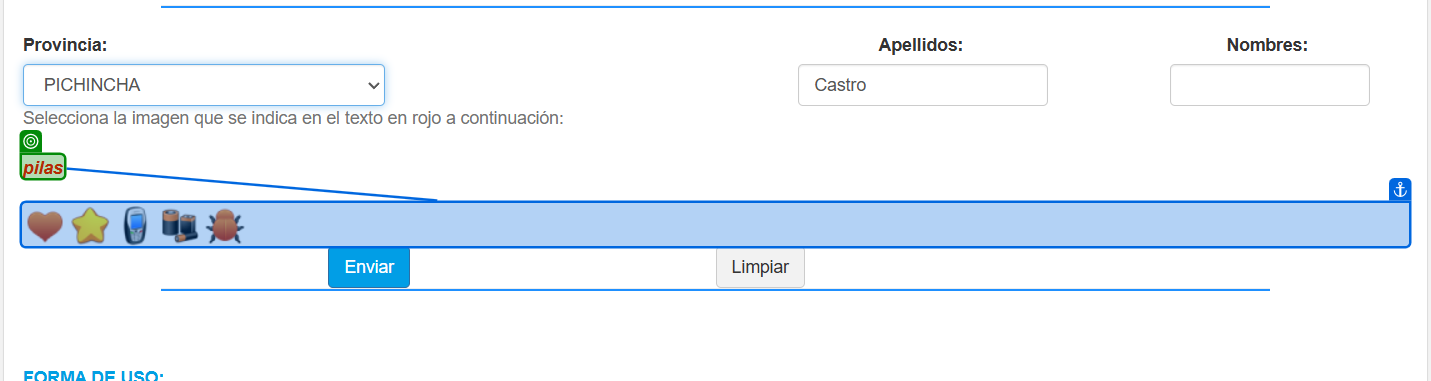 Provincia: Apellidos: Nombres:
PICHINCHA Castro
Selecciona la imagen que se indica en el texto en rojo a continuación:
pilas
Enviar Limpiar
FORMA DE USO: